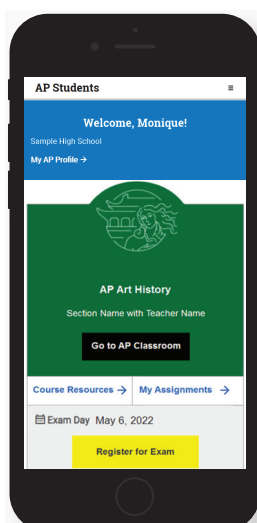 AP Students
Welcome, Monique!
Sample High School
My AP Profile →
AP Art History
Section Name with Teacher Name
Go to AP Classroom
Course Resources → My Assignments →
Exam Day May 6, 2022
Register for Exam